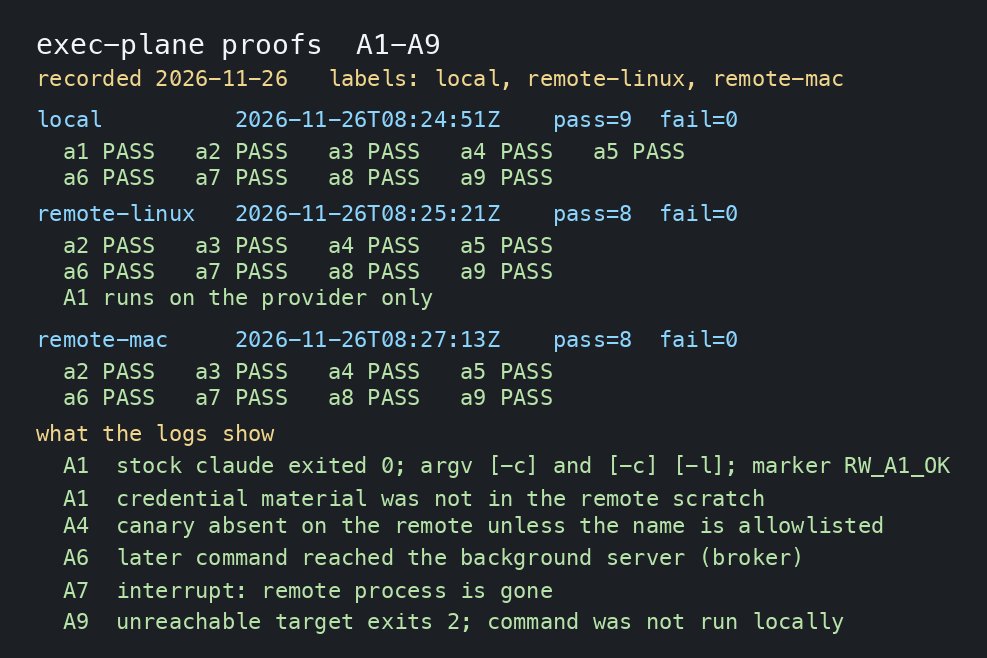 exec-plane proofs  A1-A9
recorded 2026-11-26   labels: local, remote-linux, remote-mac
local          2026-11-26T08:24:51Z    pass=9  fail=0
a1 PASS   a2 PASS   a3 PASS   a4 PASS   a5 PASS
a6 PASS   a7 PASS   a8 PASS   a9 PASS
remote-linux   2026-11-26T08:25:21Z    pass=8  fail=0
a2 PASS   a3 PASS   a4 PASS   a5 PASS
a6 PASS   a7 PASS   a8 PASS   a9 PASS
A1 runs on the provider only
remote-mac     2026-11-26T08:27:13Z    pass=8  fail=0
a2 PASS   a3 PASS   a4 PASS   a5 PASS
a6 PASS   a7 PASS   a8 PASS   a9 PASS
what the logs show
A1  stock claude exited 0; argv [-c] and [-c] [-l]; marker RW_A1_OK
A1  credential material was not in the remote scratch
A4  canary absent on the remote unless the name is allowlisted
A6  later command reached the background server (broker)
A7  interrupt: remote process is gone
A9  unreachable target exits 2; command was not run locally